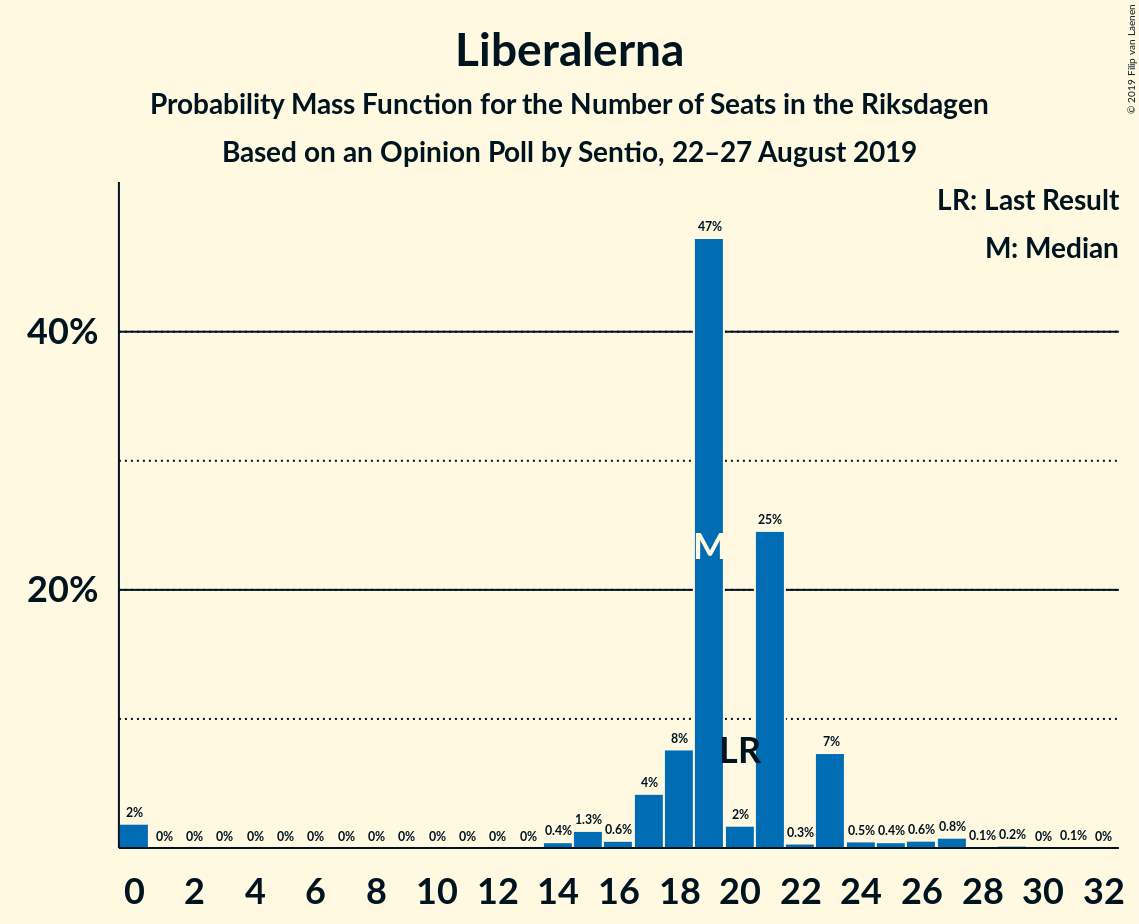 Liberalerna
Probability Mass Function for the Number of Seats in the Riksdagen
Based on an Opinion Poll by Sentio, 22–27 August 2019
© 2019 Filip van Laenen
LR: Last Result
M: Median
40%
20%
2% 0% 0% 0% 0% 0% 0% 0% 0% 0% 0% 0% 0% 0% 0.4% 1.3% 0.6% 4% 8% 47% 2% 25% 0.3% 7% 0.5% 0.4% 0.6% 0.8% 0.1% 0.2% 0% 0.1% 0%
M
LR
0 2 4 6 8 10 12 14 16 18 20 22 24 26 28 30 32